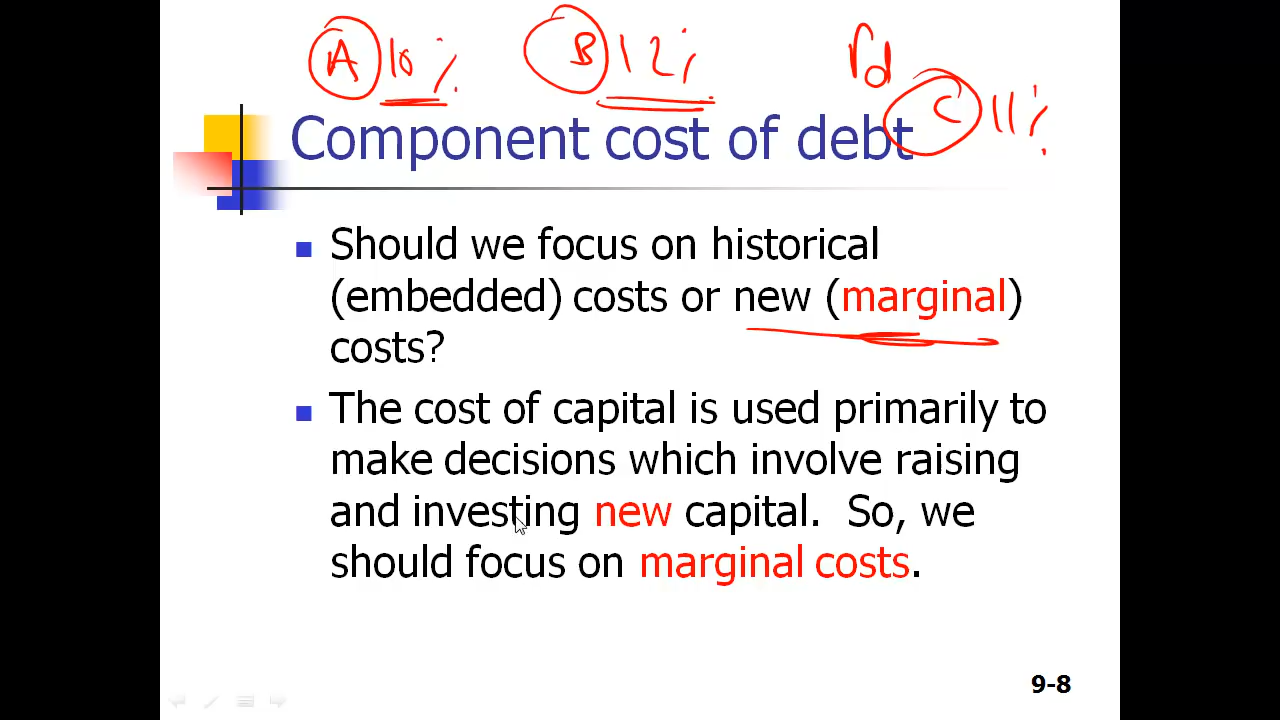 A 10% B 12% rd
C 11%
Component cost of debt
Should we focus on historical
(embedded) costs or new (marginal)
costs?
The cost of capital is used primarily to
make decisions which involve raising
and investing new capital. So, we
should focus on marginal costs.
9-8